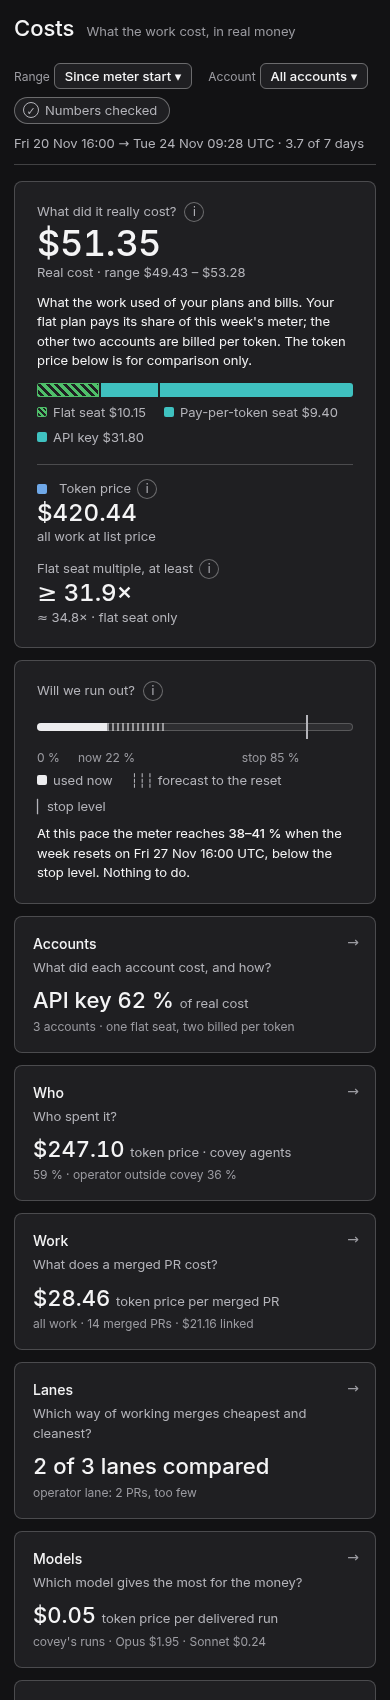 Costs What the work cost, in real money
Range Since meter start ▾ Account All accounts ▾
✓ Numbers checked
Fri 20 Nov 16:00 → Tue 24 Nov 09:28 UTC · 3.7 of 7 days
What did it really cost? i
$51.35
Real cost · range $49.43 – $53.28
What the work used of your plans and bills. Your
flat plan pays its share of this week's meter; the
other two accounts are billed per token. The token
price below is for comparison only.
Flat seat $10.15 Pay-per-token seat $9.40
API key $31.80
Token price i
$420.44
all work at list price
Flat seat multiple, at least i
≥ 31.9×
≈ 34.8× · flat seat only
Will we run out? i
0 % now 22 % stop 85 %
used now forecast to the reset
stop level
At this pace the meter reaches 38–41 % when the
week resets on Fri 27 Nov 16:00 UTC, below the
stop level. Nothing to do.
Accounts →
What did each account cost, and how?
API key 62 % of real cost
3 accounts · one flat seat, two billed per token
Who →
Who spent it?
$247.10 token price · covey agents
59 % · operator outside covey 36 %
Work →
What does a merged PR cost?
$28.46 token price per merged PR
all work · 14 merged PRs · $21.16 linked
Lanes →
Which way of working merges cheapest and
cleanest?
2 of 3 lanes compared
operator lane: 2 PRs, too few
Models →
Which model gives the most for the money?
$0.05 token price per delivered run
covey's runs · Opus $1.95 · Sonnet $0.24